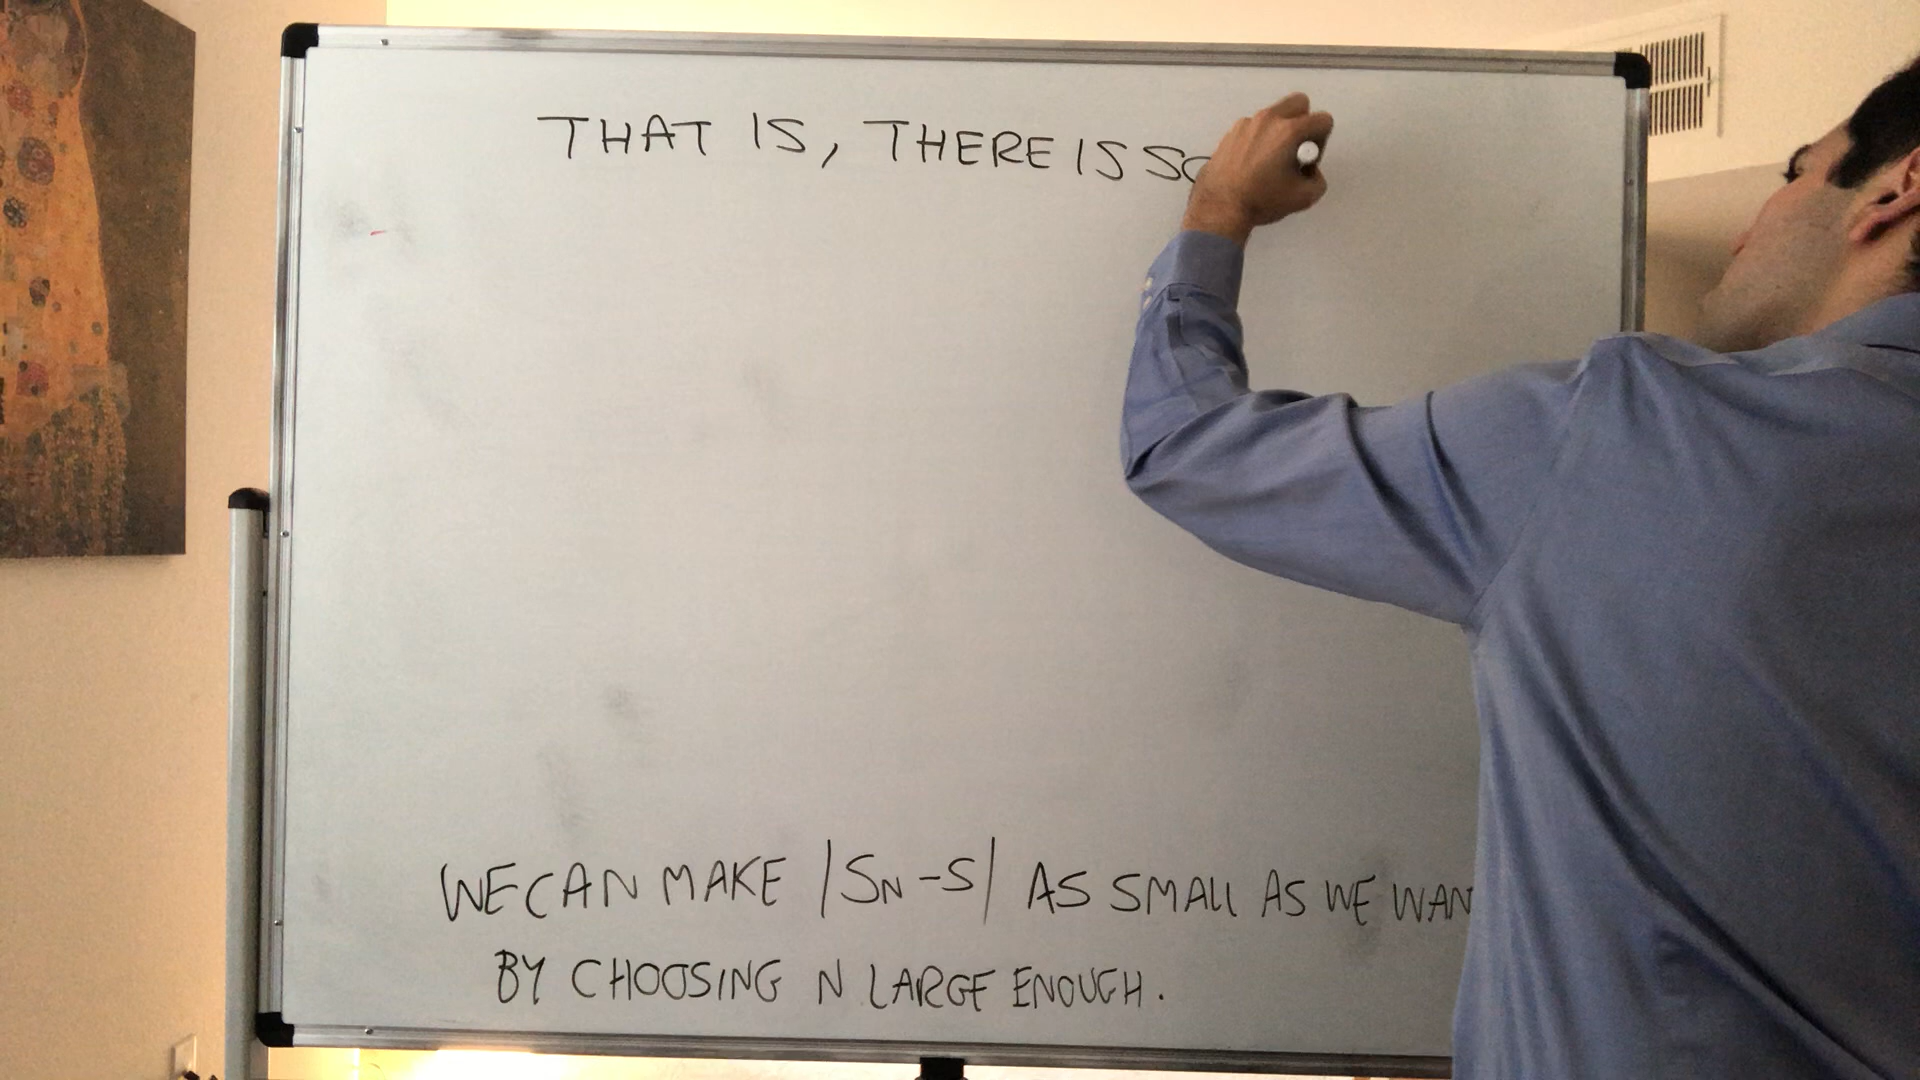 THAT IS, THERE IS SO
WE CAN MAKE |SN-S| AS SMALL AS WE WAN
BY CHOOSING N LARGE ENOUGH.